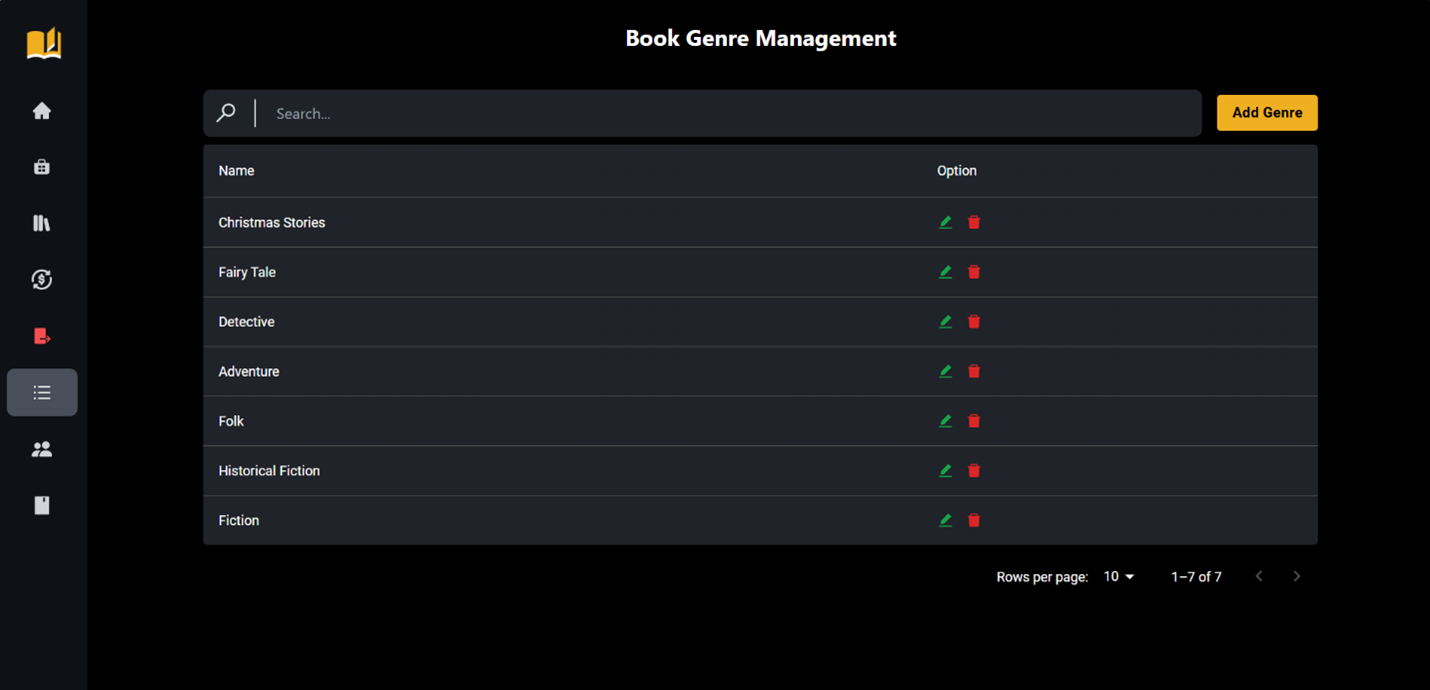 Book Genre Management
Search...
Add Genre
Name Option
Christmas Stories
Fairy Tale
Detective
Adventure
Folk
Historical Fiction
Fiction
Rows per page: 10 1–7 of 7